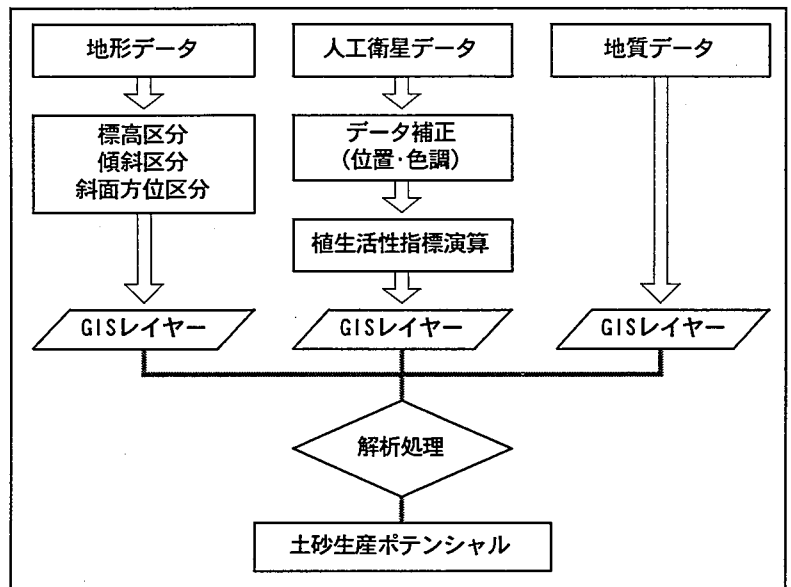 地形データ
人工衛星データ
地質データ
標高区分
傾斜区分
斜面方位区分
データ補正
(位置・色調)
植生活性指標演算
GISレイヤー
GISレイヤー
GISレイヤー
解析処理
土砂生産ポテンシャル